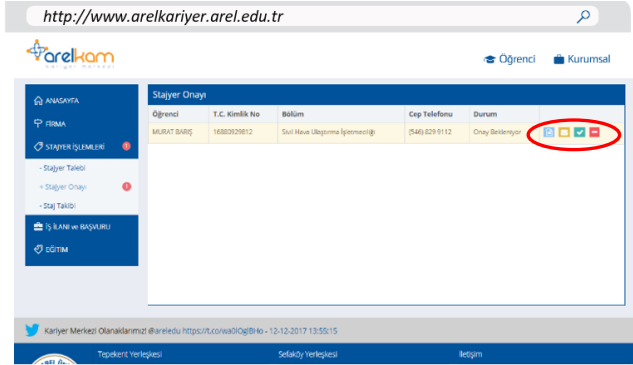 http://www.arelkariyer.arel.edu.tr
arelkam
kariyer merkezi
Öğrenci
Kurumsal
ANASAYFA
FİRMA
STAJYER İŞLEMLERİ
- Stajyer Talebi
- Stajyer Onayı
- Staj Takibi
İŞ İLANI ve BAŞVURU
EĞİTİM
Stajyer Onayı
Öğrenci T.C. Kimlik No Bölüm Cep Telefonu Durum
MURAT BARIŞ 16880929812 Sivil Hava Ulaştırma İşletmeciliği (546) 829 9112 Onay Bekleniyor
Kariyer Merkezi Olanaklarımız! @areledu - 12-12-2017 13:55:15
Tepekent Yerleşkesi Sefaköy Yerleşkesi İletişim